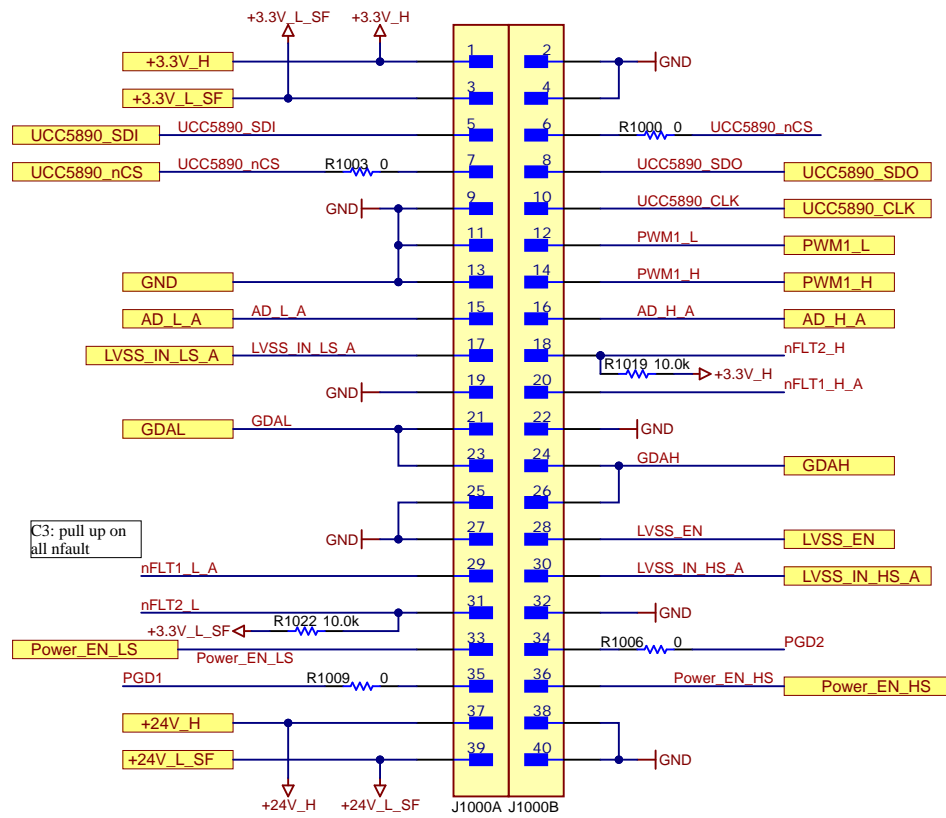 +3.3V_L_SF
+3.3V_H
+3.3V_H 1 2 GND
+3.3V_L_SF 3 4
UCC5890_SDI UCC5890_SDI 5 6 R1000 0 UCC5890_nCS
UCC5890_nCS UCC5890_nCS R1003 0 7 8 UCC5890_SDO UCC5890_SDO
GND 9 10 UCC5890_CLK UCC5890_CLK
11 12 PWM1_L PWM1_L
GND 13 14 PWM1_H PWM1_H
AD_L_A AD_L_A 15 16 AD_H_A AD_H_A
LVSS_IN_LS_A LVSS_IN_LS_A 17 18 nFLT2_H
R1019 10.0k +3.3V_H
GND 19 20 nFLT1_H_A
GDAL GDAL 21 22 GND
23 24 GDAH GDAH
25 26
C3: pull up on
all nfault
GND 27 28 LVSS_EN LVSS_EN
nFLT1_L_A 29 30 LVSS_IN_HS_A LVSS_IN_HS_A
nFLT2_L 31 32 GND
+3.3V_L_SF R1022 10.0k
Power_EN_LS Power_EN_LS 33 34 R1006 0 PGD2
PGD1 R1009 0 35 36 Power_EN_HS Power_EN_HS
+24V_H 37 38
+24V_L_SF 39 40 GND
+24V_H +24V_L_SF J1000A J1000B